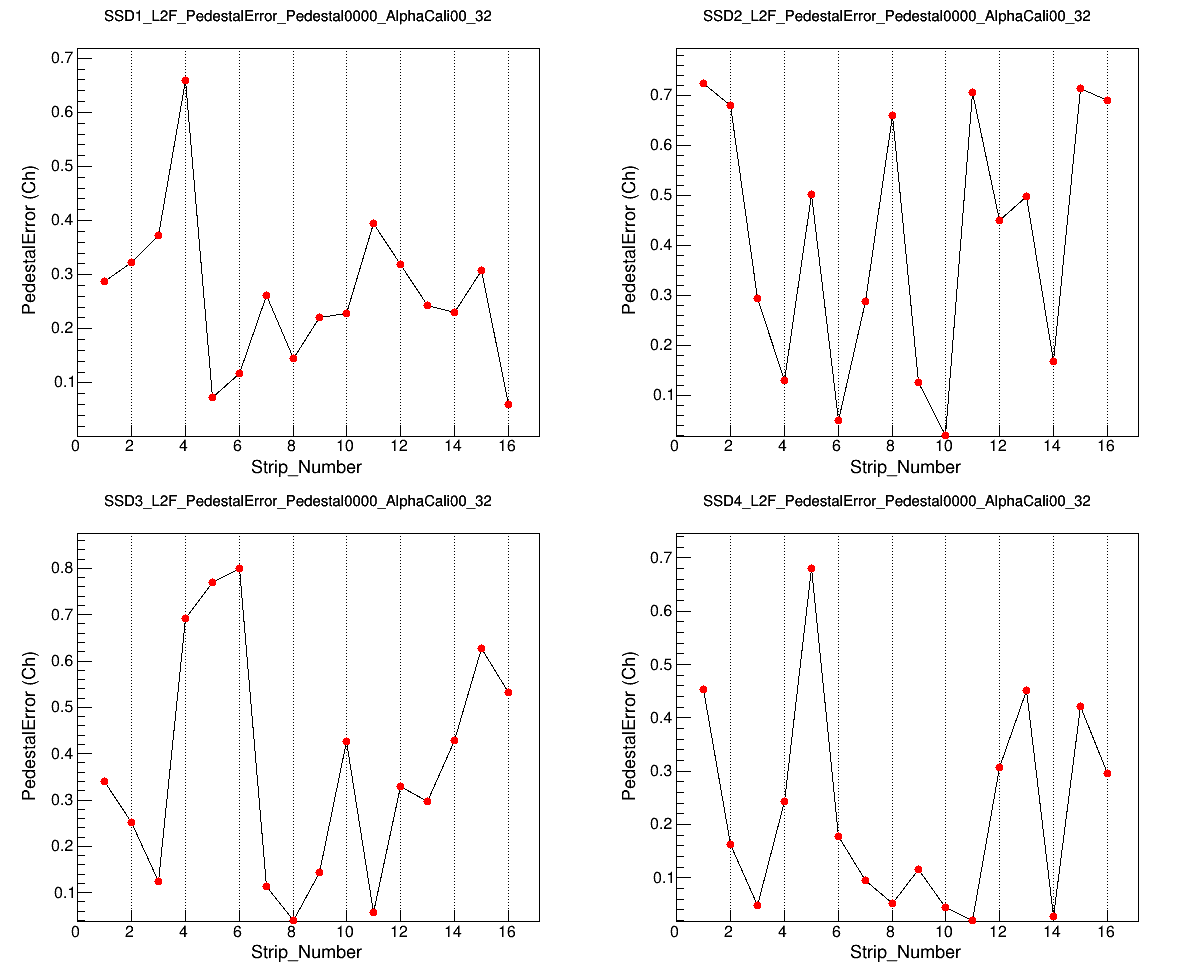 SSD1_L2F_PedestalError_Pedestal0000_AlphaCali00_32
PedestalError (Ch)
0.7
0.6
0.5
0.4
0.3
0.2
0.1
0 2 4 6 8 10 12 14 16
Strip_Number
SSD2_L2F_PedestalError_Pedestal0000_AlphaCali00_32
PedestalError (Ch)
0.7
0.6
0.5
0.4
0.3
0.2
0.1
0 2 4 6 8 10 12 14 16
Strip_Number
SSD3_L2F_PedestalError_Pedestal0000_AlphaCali00_32
PedestalError (Ch)
0.8
0.7
0.6
0.5
0.4
0.3
0.2
0.1
0 2 4 6 8 10 12 14 16
Strip_Number
SSD4_L2F_PedestalError_Pedestal0000_AlphaCali00_32
PedestalError (Ch)
0.7
0.6
0.5
0.4
0.3
0.2
0.1
0 2 4 6 8 10 12 14 16
Strip_Number